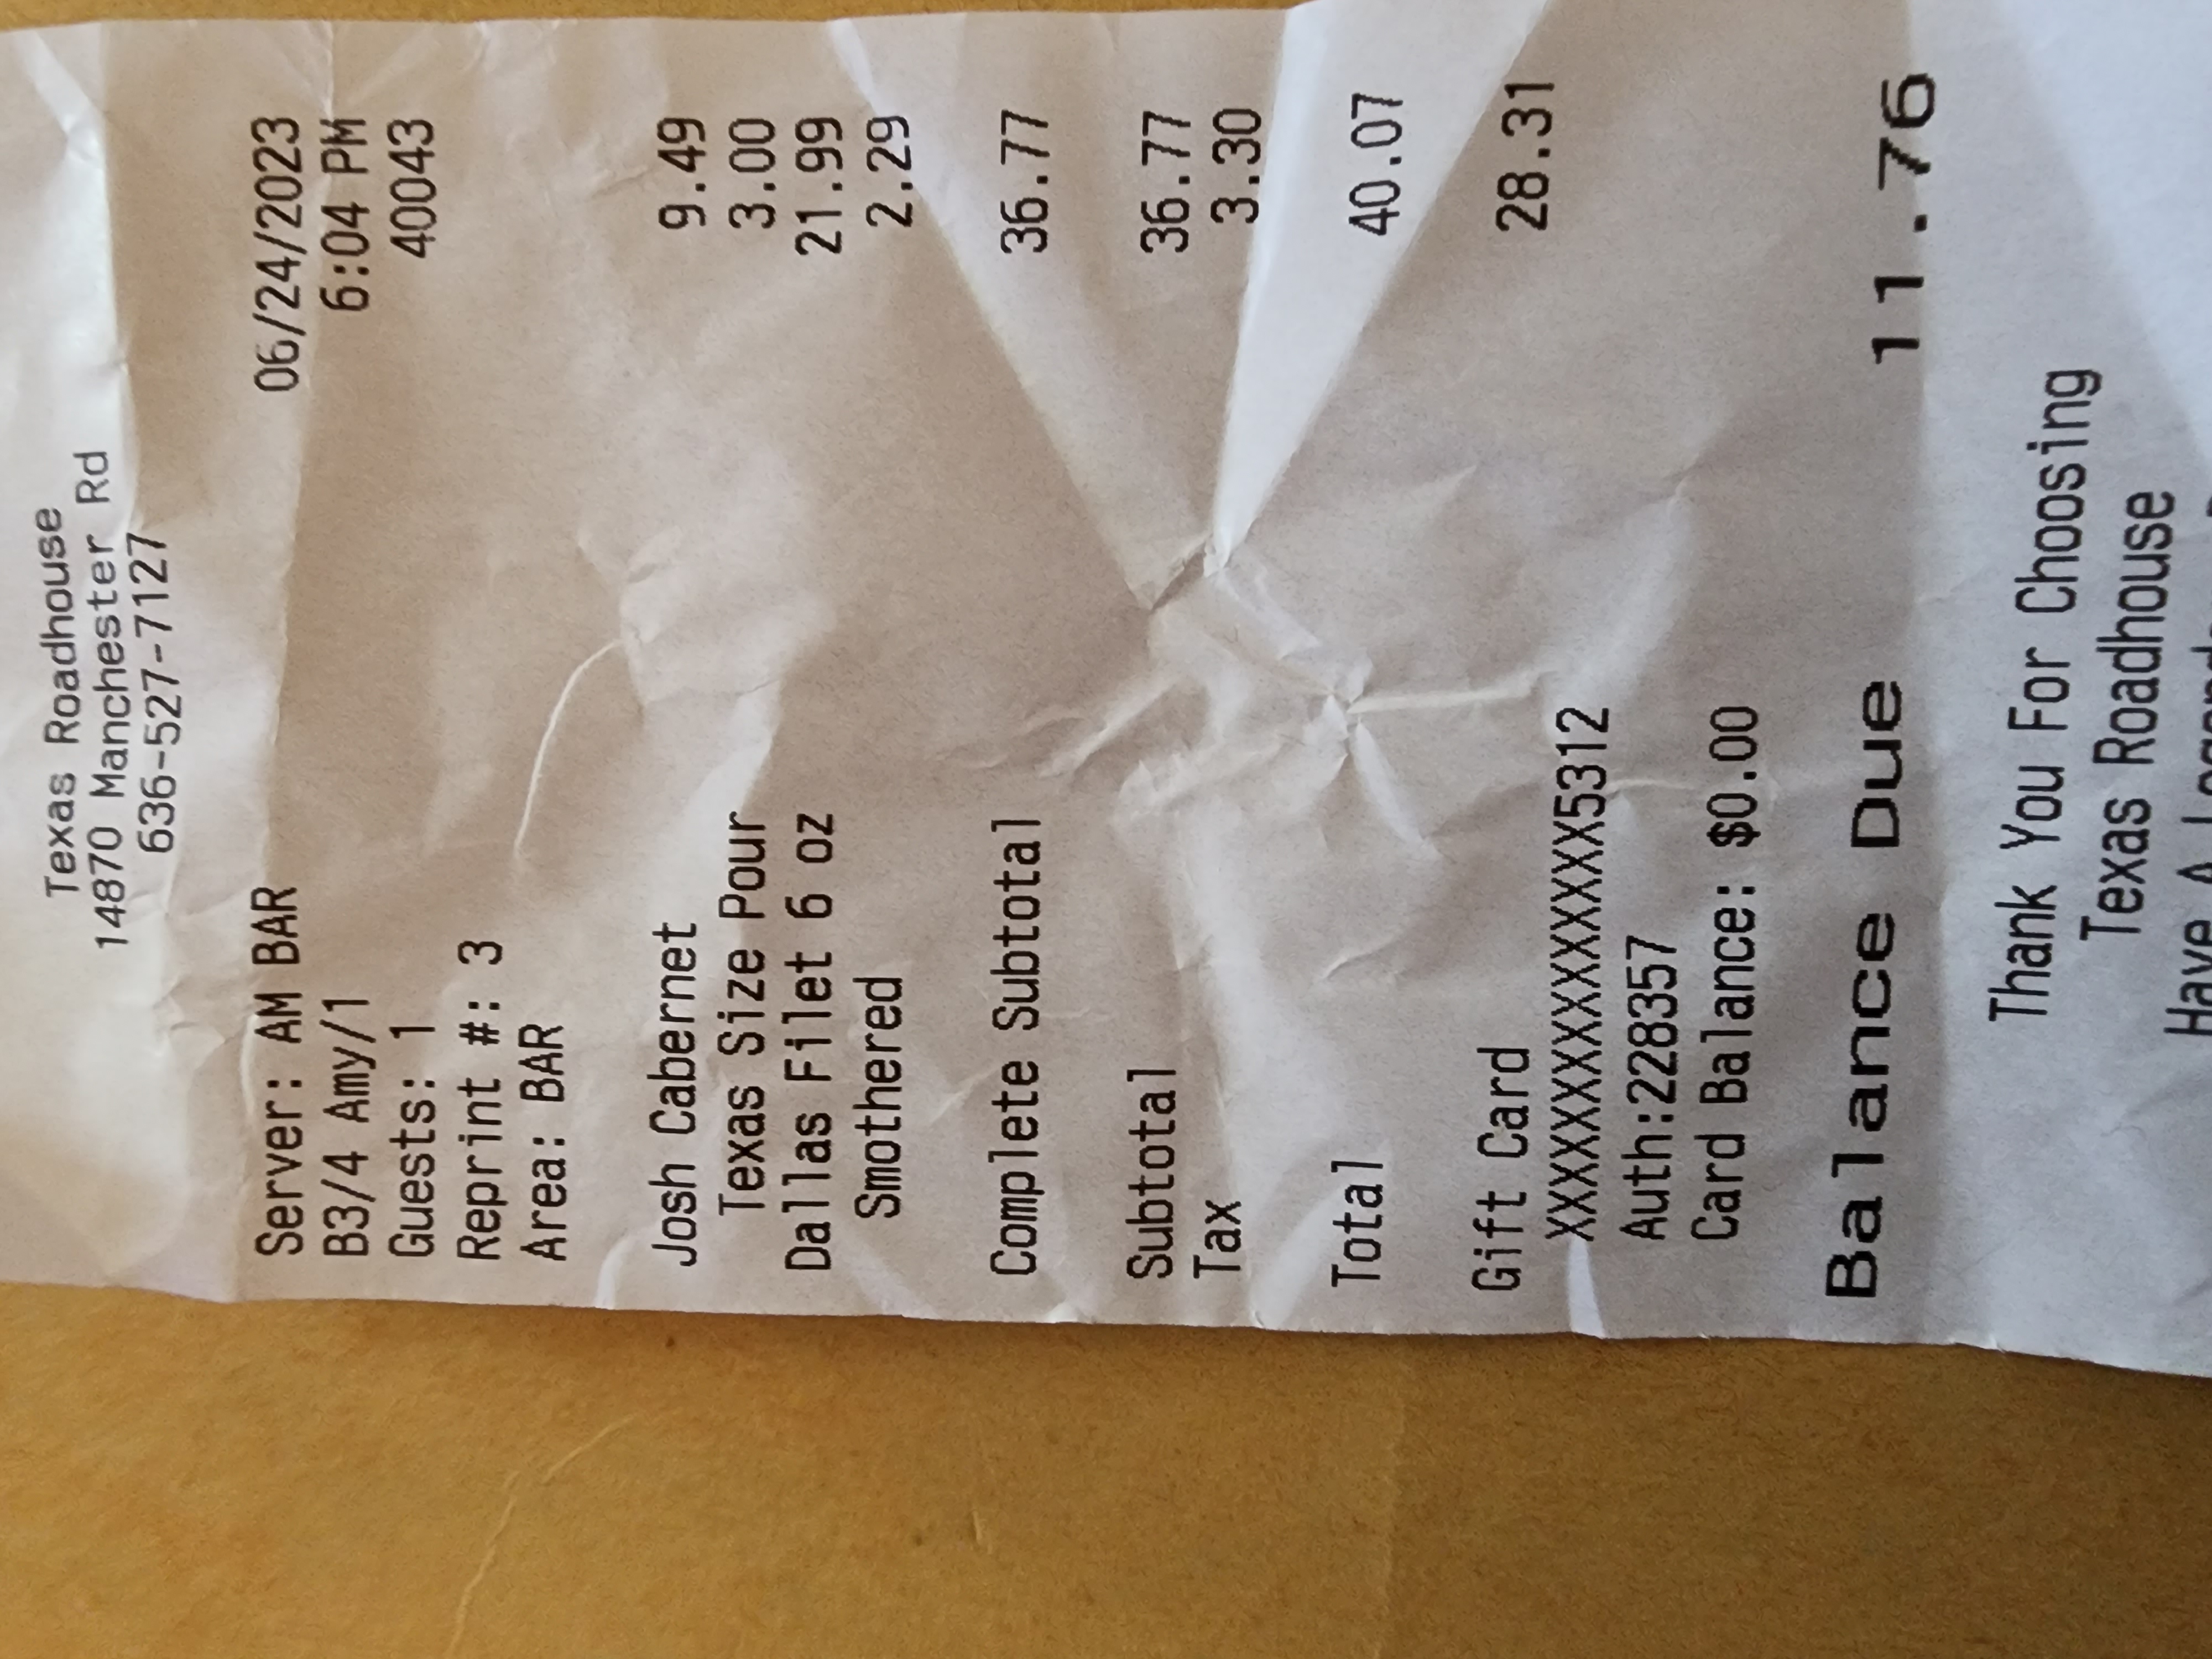 Texas Roadhouse
14870 Manchester Rd
636-527-7127
Server: AM BAR 06/24/2023
B3/4 Amy/1 6:04 PM
Guests: 1 40043
Reprint #: 3
Area: BAR
Josh Cabernet 9.49
Texas Size Pour 3.00
Dallas Filet 6 oz 21.99
Smothered 2.29
Complete Subtotal 36.77
Subtotal 36.77
Tax 3.30
Total 40.07
Gift Card 28.31
XXXXXXXXXXXXXXX5312
Auth:228357
Card Balance: $0.00
Balance Due 11.76
Thank You For Choosing
Texas Roadhouse
Have A